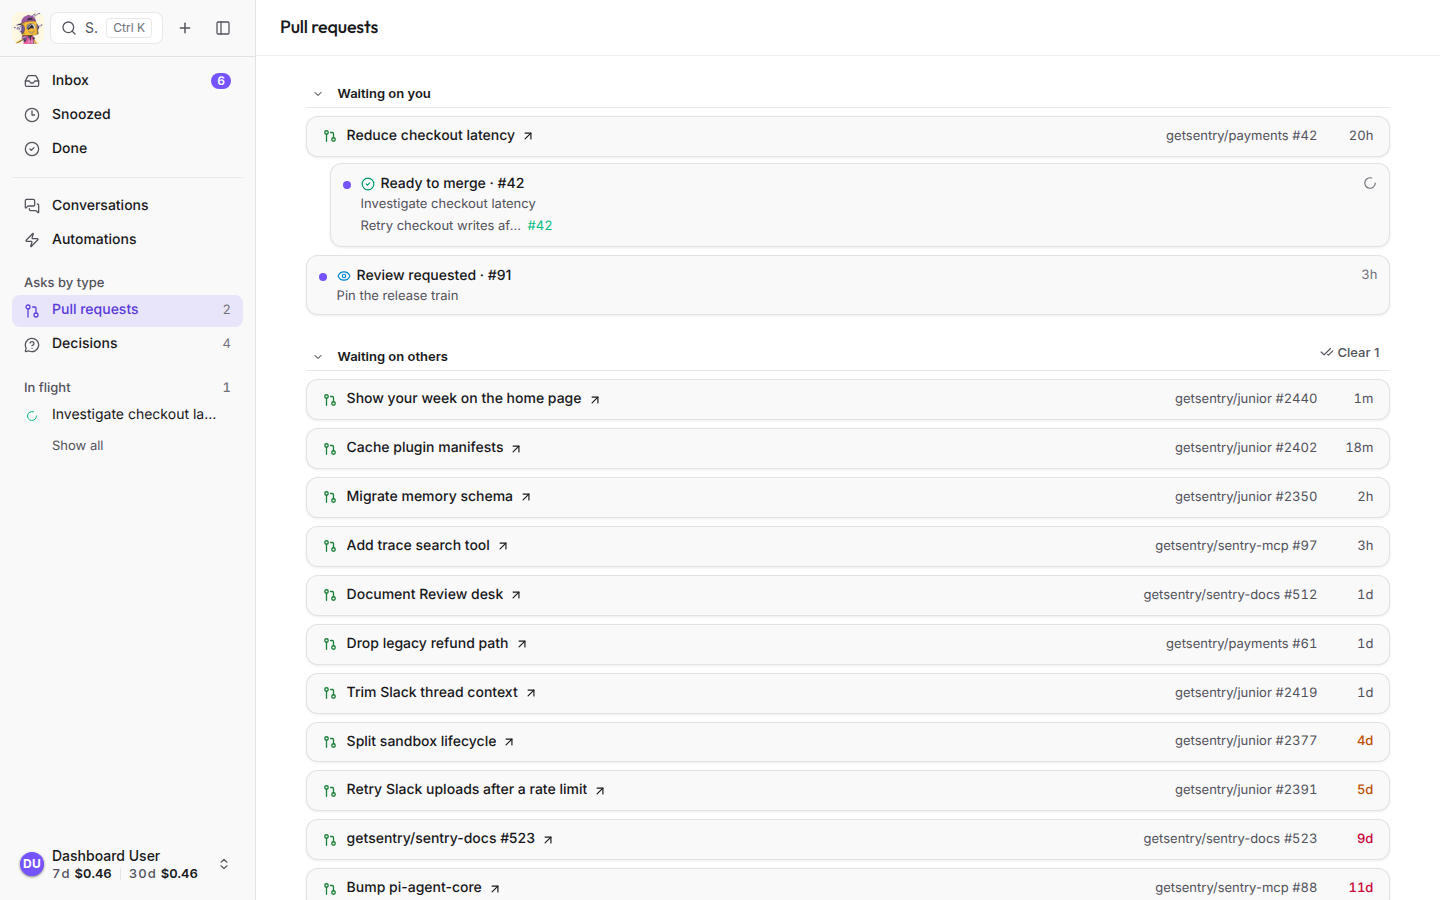 S.
Ctrl K
Pull requests
Inbox
6
Snoozed
Done
Conversations
Automations
Asks by type
Pull requests
2
Decisions
4
In flight
1
Investigate checkout la...
Show all
DU
Dashboard User
7d $0.46
30d $0.46
Waiting on you
Reduce checkout latency
getsentry/payments #42
20h
Ready to merge · #42
Investigate checkout latency
Retry checkout writes af... #42
Review requested · #91
3h
Pin the release train
Waiting on others
Clear 1
Show your week on the home page
getsentry/junior #2440
1m
Cache plugin manifests
getsentry/junior #2402
18m
Migrate memory schema
getsentry/junior #2350
2h
Add trace search tool
getsentry/sentry-mcp #97
3h
Document Review desk
getsentry/sentry-docs #512
1d
Drop legacy refund path
getsentry/payments #61
1d
Trim Slack thread context
getsentry/junior #2419
1d
Split sandbox lifecycle
getsentry/junior #2377
4d
Retry Slack uploads after a rate limit
getsentry/junior #2391
5d
getsentry/sentry-docs #523
getsentry/sentry-docs #523
9d
Bump pi-agent-core
getsentry/sentry-mcp #88
11d